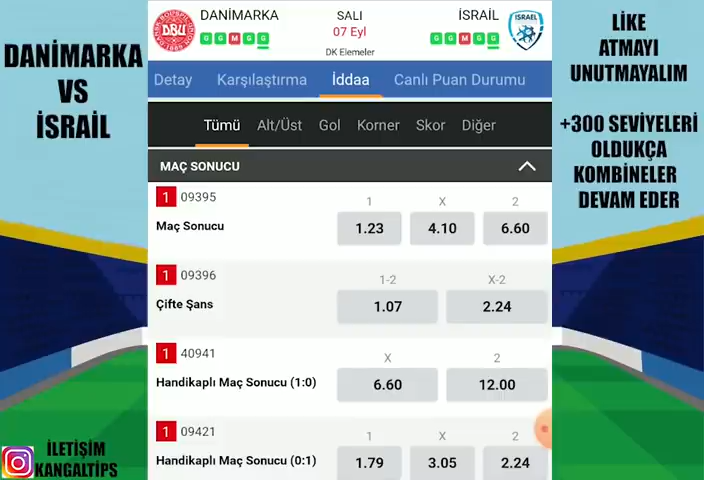 DANİMARKA
VS
İSRAİL
DBU
DANİMARKA
G G M G G
SALI
07 Eyl
DK Elemeler
İSRAİL
G G M G G
ISRAEL
LİKE
ATMAYI
UNUTMAYALIM
+300 SEVİYELERİ
OLDUKÇA
KOMBİNELER
DEVAM EDER
Detay Karşılaştırma İddaa Canlı Puan Durumu
Tümü Alt/Üst Gol Korner Skor Diğer
MAÇ SONUCU
1 09395
1 X 2
Maç Sonucu 1.23 4.10 6.60
1 09396
1-2 X-2
Çifte Şans 1.07 2.24
1 40941
X 2
Handikaplı Maç Sonucu (1:0) 6.60 12.00
1 09421
1 X 2
Handikaplı Maç Sonucu (0:1) 1.79 3.05 2.24
İLETİŞİM
KANGALTİPS